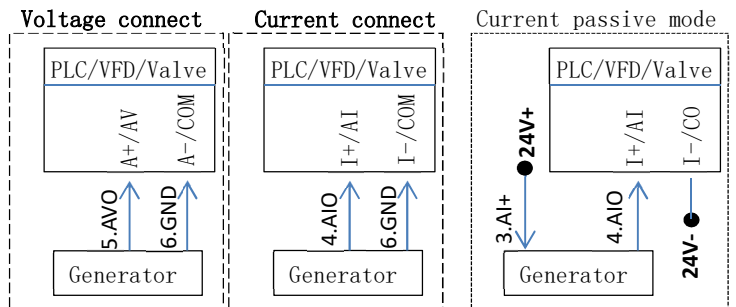 Voltage connect
PLC/VFD/Valve
A+/AV
A-/COM
5.AVO
6.GND
Generator
Current connect
PLC/VFD/Valve
I+/AI
I-/COM
4.AIO
6.GND
Generator
Current passive mode
PLC/VFD/Valve
24V+
I+/AI
I-/CO
3.AI+
4.AIO
24V-
Generator